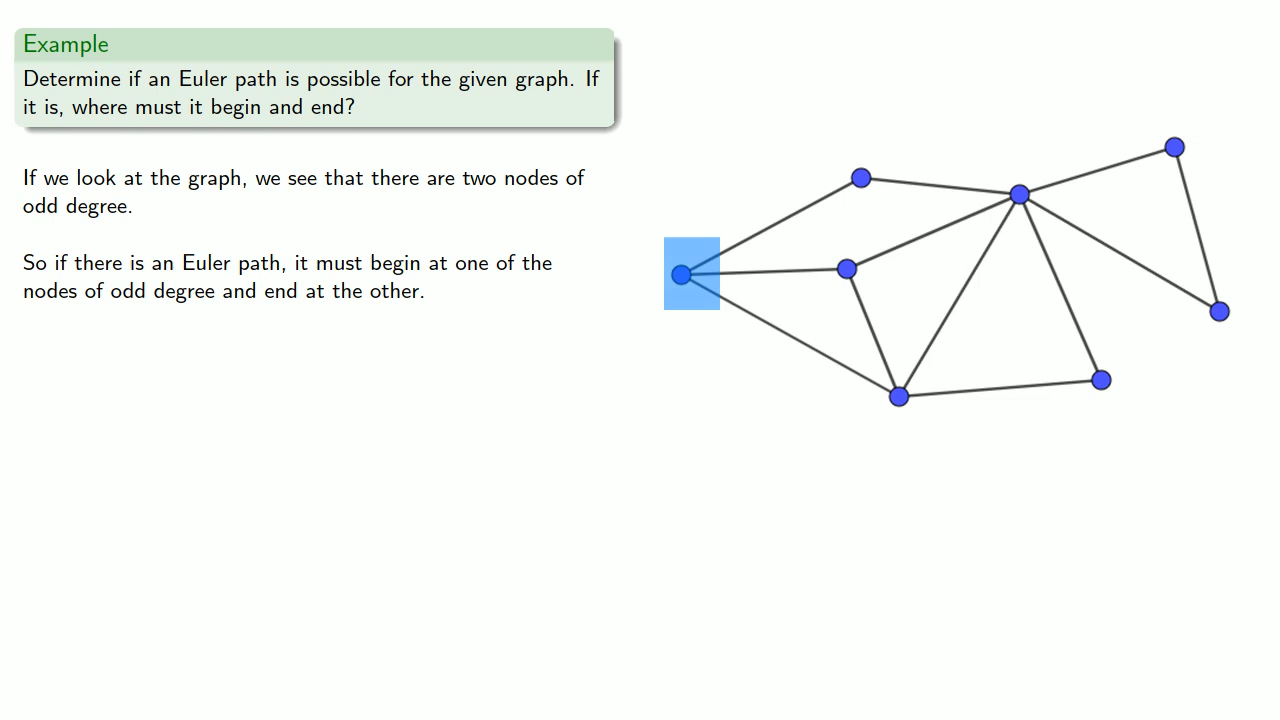 Example
Determine if an Euler path is possible for the given graph. If
it is, where must it begin and end?
If we look at the graph, we see that there are two nodes of
odd degree.
So if there is an Euler path, it must begin at one of the
nodes of odd degree and end at the other.